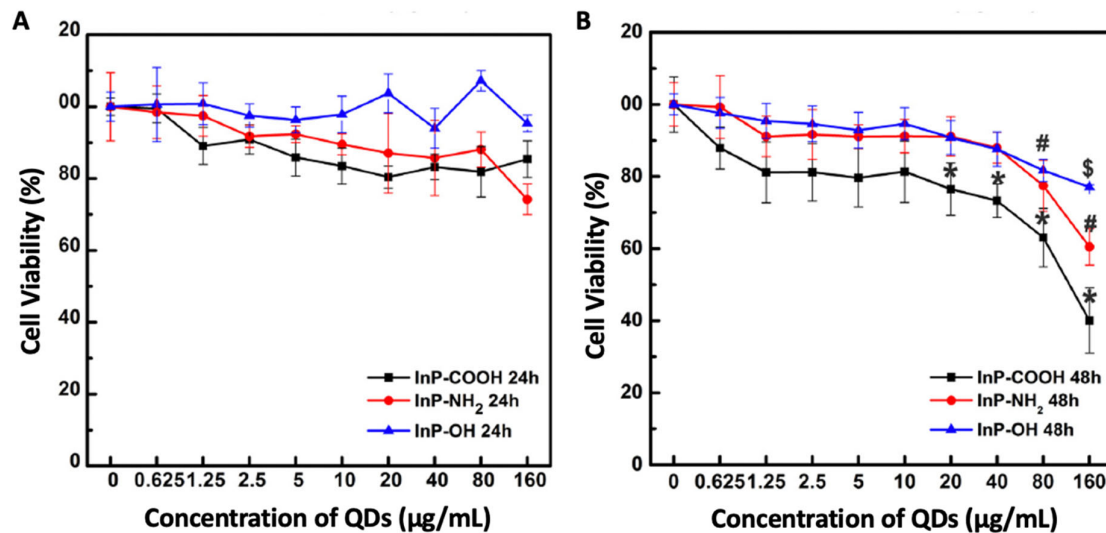 A
20
00
80
60
40
20
0
Cell Viability (%)
InP-COOH 24h
InP-NH₂ 24h
InP-OH 24h
0 0.625 1.25 2.5 5 10 20 40 80 160
Concentration of QDs (µg/mL)
B
20
00
80
60
40
20
0
Cell Viability (%)
#
$
* *
#
*
*
InP-COOH 48h
InP-NH₂ 48h
InP-OH 48h
0 0.625 1.25 2.5 5 10 20 40 80 160
Concentration of QDs (µg/mL)